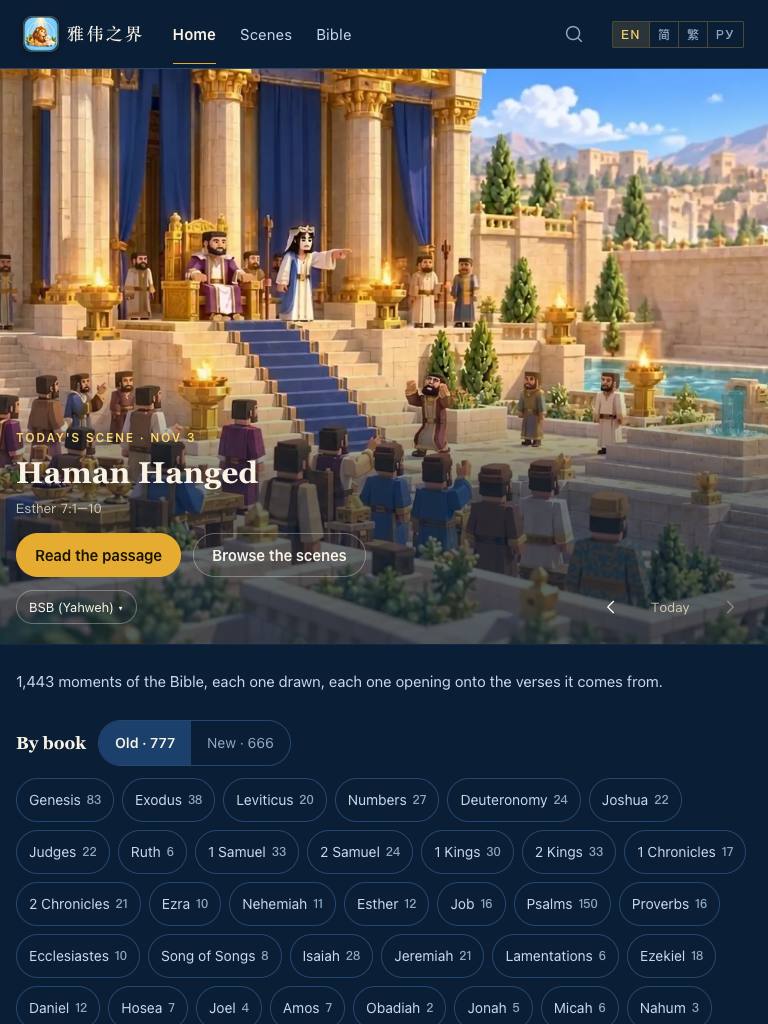 雅伟之界 Home Scenes Bible EN 简 繁 РУ
TODAY'S SCENE · NOV 3
Haman Hanged
Esther 7:1–10
Read the passage Browse the scenes
BSB (Yahweh) ▾ Today
1,443 moments of the Bible, each one drawn, each one opening onto the verses it comes from.
By book Old · 777 New · 666
Genesis 83 Exodus 38 Leviticus 20 Numbers 27 Deuteronomy 24 Joshua 22
Judges 22 Ruth 6 1 Samuel 33 2 Samuel 24 1 Kings 30 2 Kings 33 1 Chronicles 17
2 Chronicles 21 Ezra 10 Nehemiah 11 Esther 12 Job 16 Psalms 150 Proverbs 16
Ecclesiastes 10 Song of Songs 8 Isaiah 28 Jeremiah 21 Lamentations 6 Ezekiel 18
Daniel 12 Hosea 7 Joel 4 Amos 7 Obadiah 2 Jonah 5 Micah 6 Nahum 3